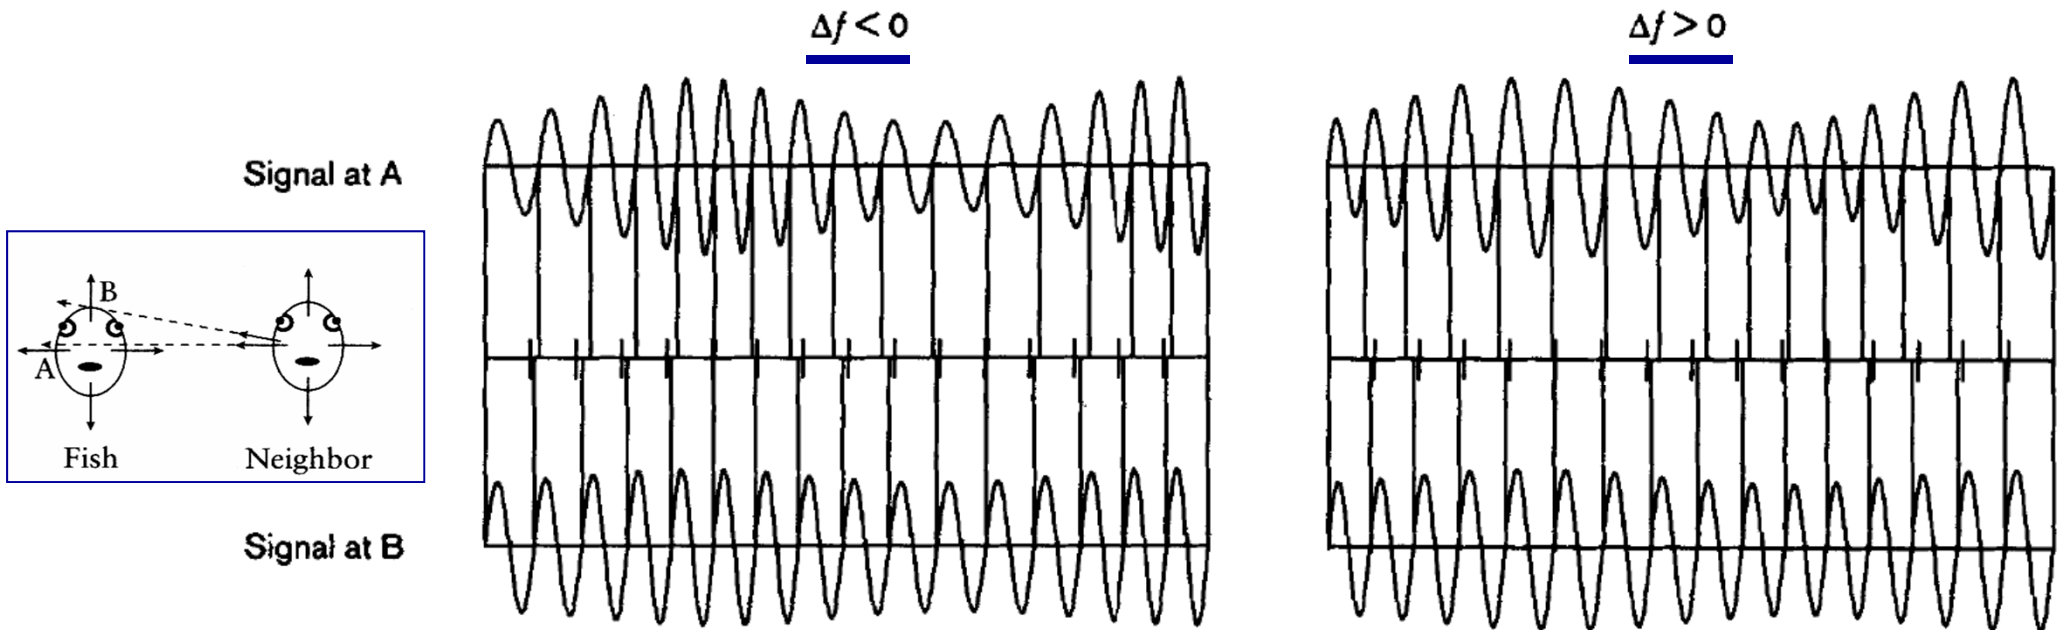 Δf < 0
Δf > 0
Signal at A
B
A
Fish
Neighbor
Signal at B